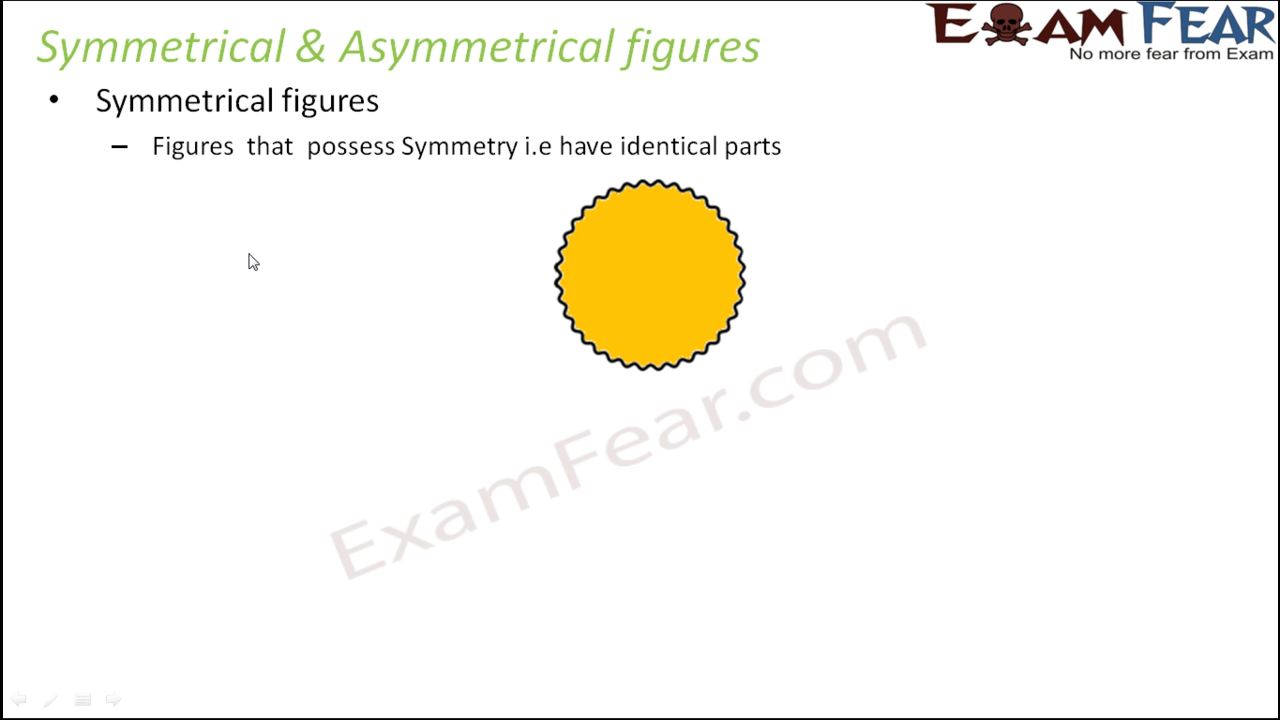 Symmetrical & Asymmetrical figures
EXAM FEAR
No more fear from Exam
• Symmetrical figures
– Figures that possess Symmetry i.e have identical parts
ExamFear.com